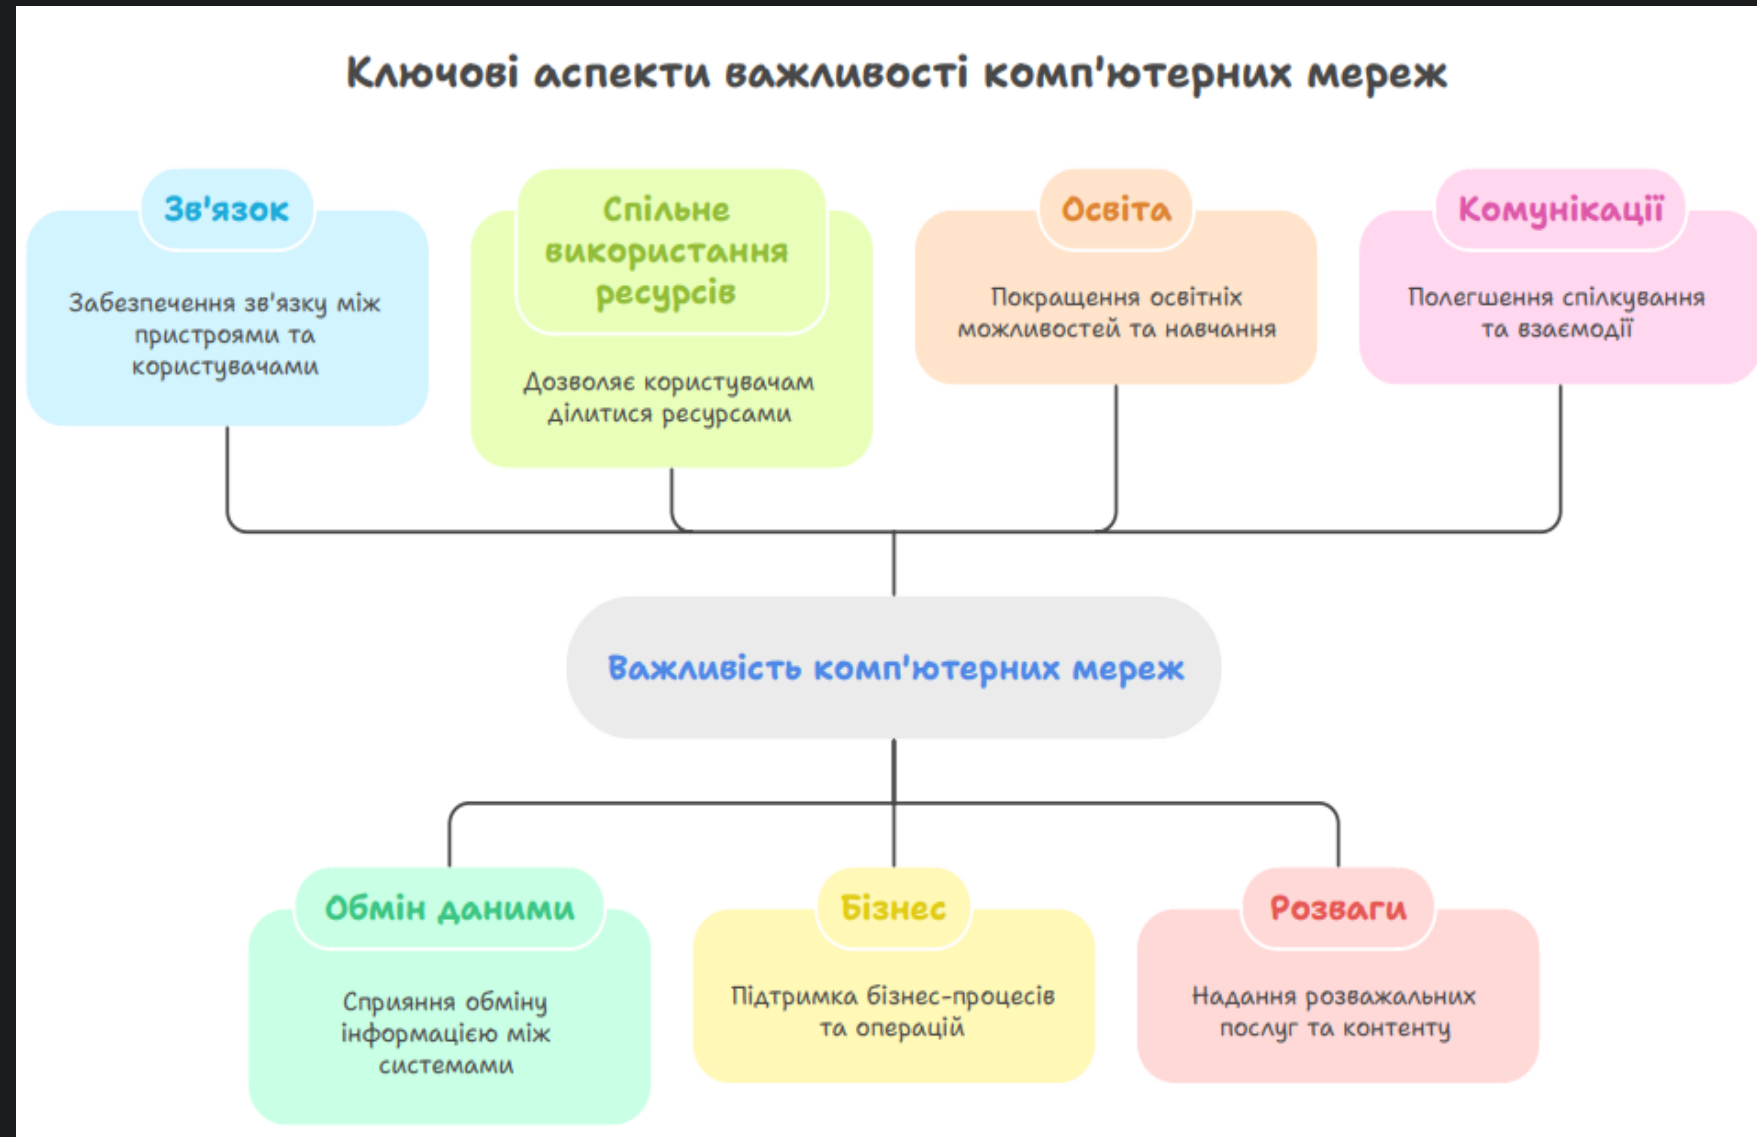 Ключові аспекти важливості комп'ютерних мереж
Зв'язок
Забезпечення зв'язку між
пристроями та
користувачами
Спільне
використання
ресурсів
Дозволяє користувачам
ділитися ресурсами
Освіта
Покращення освітніх
можливостей та навчання
Комунікації
Полегшення спілкування
та взаємодії
Важливість комп'ютерних мереж
Обмін даними
Сприяння обміну
інформацією між
системами
Бізнес
Підтримка бізнес-процесів
та операцій
Розваги
Надання розважальних
послуг та контенту